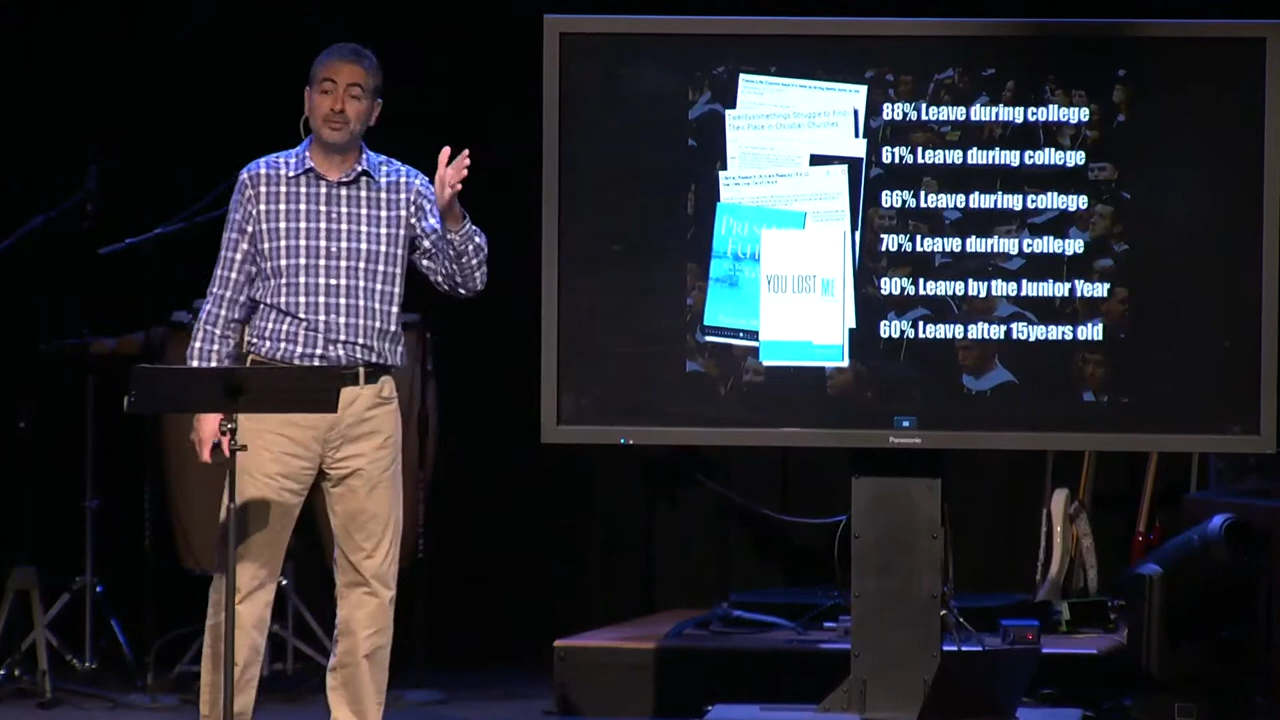 Twentysomethings Struggle to Find
Their Place in Christian Churches
PRESENT
FUTURE
YOU LOST ME
88% Leave during college
61% Leave during college
66% Leave during college
70% Leave during college
90% Leave by the Junior Year
60% Leave after 15years old
Panasonic